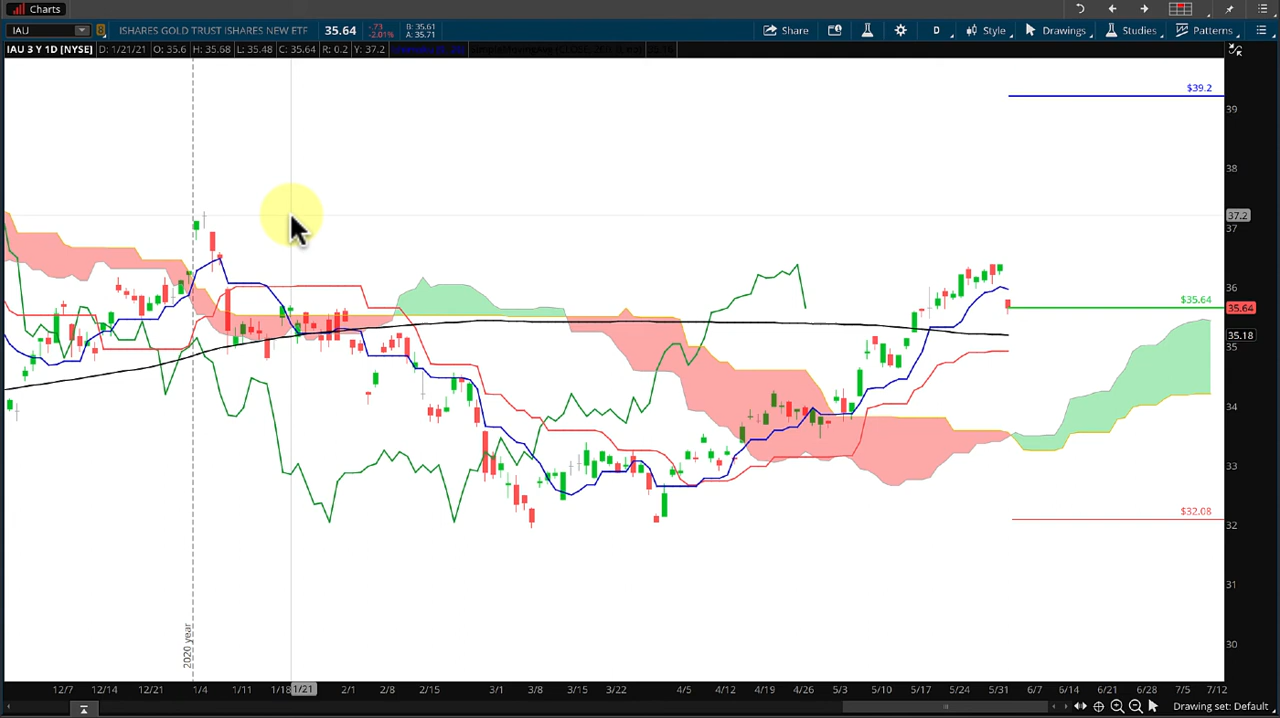 Charts
IAU
ISHARES GOLD TRUST ISHARES NEW ETF
35.64
-.73
-2.01%
B: 35.61
A: 35.71
Share
D
Style
Drawings
Studies
Patterns
IAU 3 Y 1D [NYSE]
D: 1/21/21
O: 35.6
H: 35.68
L: 35.48
C: 35.64
R: 0.2
Y: 37.2
35.18
$39.2
39
38
37.2
37
36
$35.64
35.64
35.18
35
34
33
$32.08
32
31
30
2020 year
12/7
12/14
12/21
1/4
1/11
1/18
1/21
2/1
2/8
2/15
3/1
3/8
3/15
3/22
4/5
4/12
4/19
4/26
5/3
5/10
5/17
5/24
5/31
6/7
6/14
6/21
6/28
7/5
7/12
Drawing set: Default